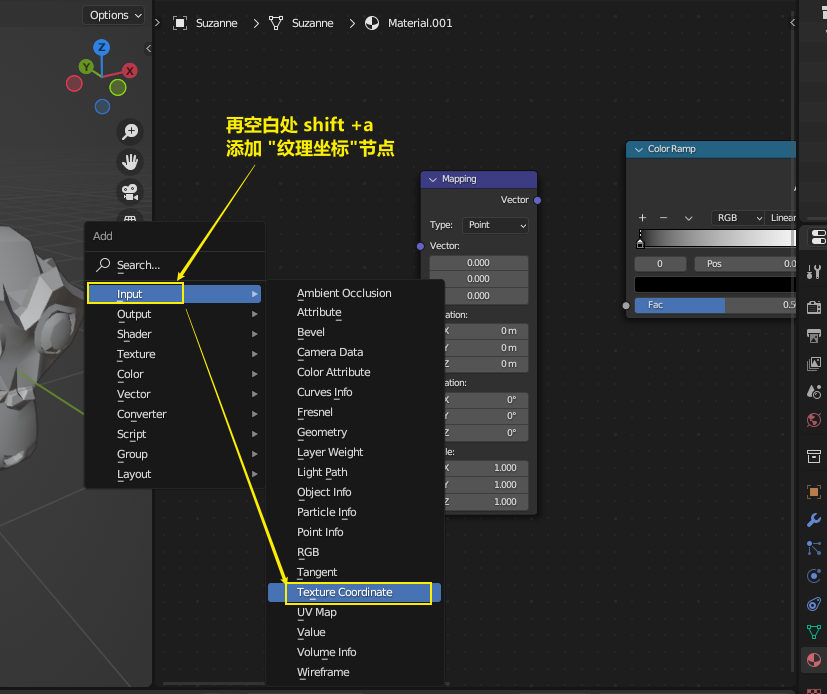 Options
Suzanne
Suzanne
Material.001
Z
Y
X
再空白处 shift +a
添加 "纹理坐标"节点
Add
Search...
Input
Output
Shader
Texture
Color
Vector
Converter
Script
Group
Layout
Ambient Occlusion
Attribute
Bevel
Camera Data
Color Attribute
Curves Info
Fresnel
Geometry
Layer Weight
Light Path
Object Info
Particle Info
Point Info
RGB
Tangent
Texture Coordinate
UV Map
Value
Volume Info
Wireframe
Mapping
Vector
Type: Point
Vector:
0.000
0.000
0.000
ation:
X 0 m
Y 0 m
Z 0 m
ation:
X 0°
Y 0°
Z 0°
le:
X 1.000
Y 1.000
Z 1.000
Color Ramp
+ − RGB Linear
0 Pos 0.0
Fac 0.5